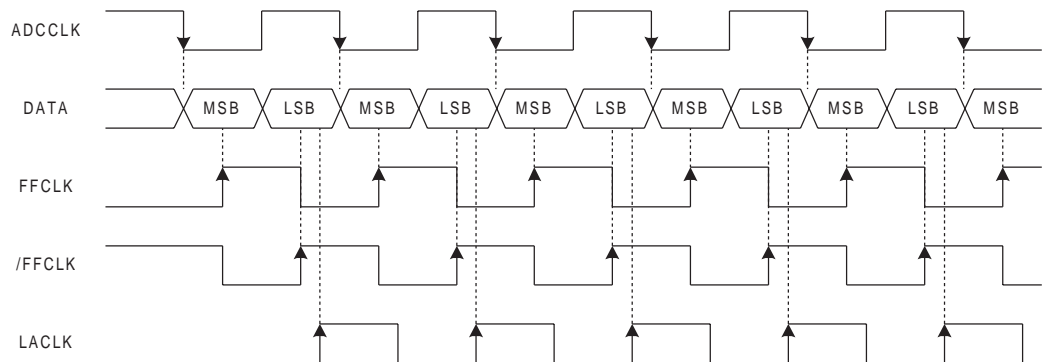 ADCCLK
DATA MSB LSB MSB LSB MSB LSB MSB LSB MSB LSB MSB
FFCLK
/FFCLK
LACLK